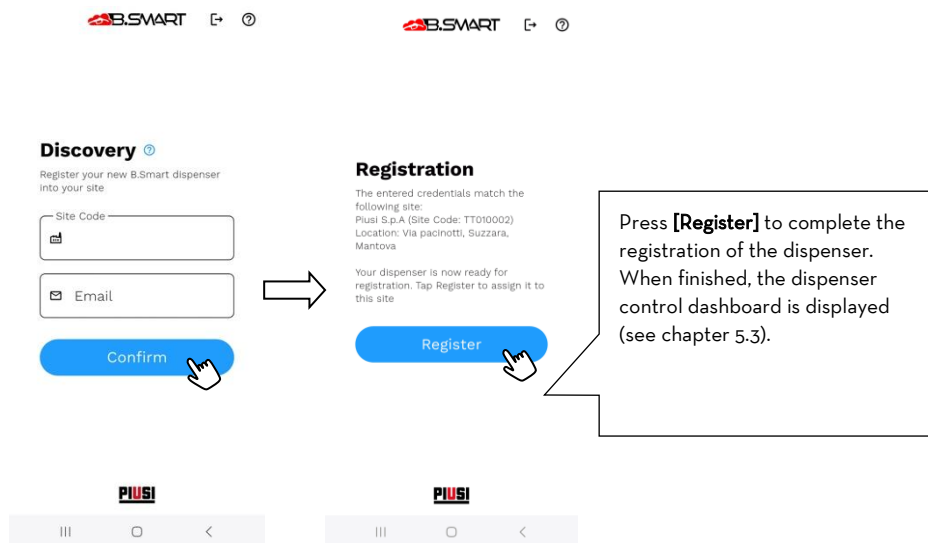 B.SMART
Discovery
Register your new B.Smart dispenser
into your site
Site Code
Email
Confirm
PIUSI
B.SMART
Registration
The entered credentials match the
following site:
Piusi S.p.A (Site Code: TT010002)
Location: Via pacinotti, Suzzara,
Mantova
Your dispenser is now ready for
registration. Tap Register to assign it to
this site
Register
PIUSI
Press [Register] to complete the
registration of the dispenser.
When finished, the dispenser
control dashboard is displayed
(see chapter 5.3).